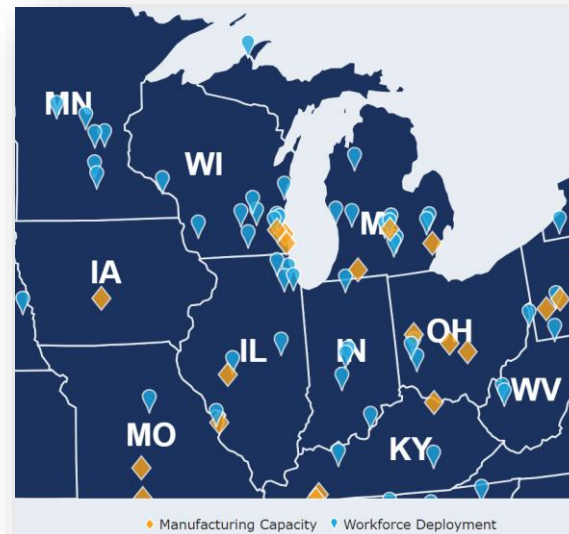 MN
WI
M
IA
IL
IN
OH
WV
MO
KY
Manufacturing Capacity Workforce Deployment